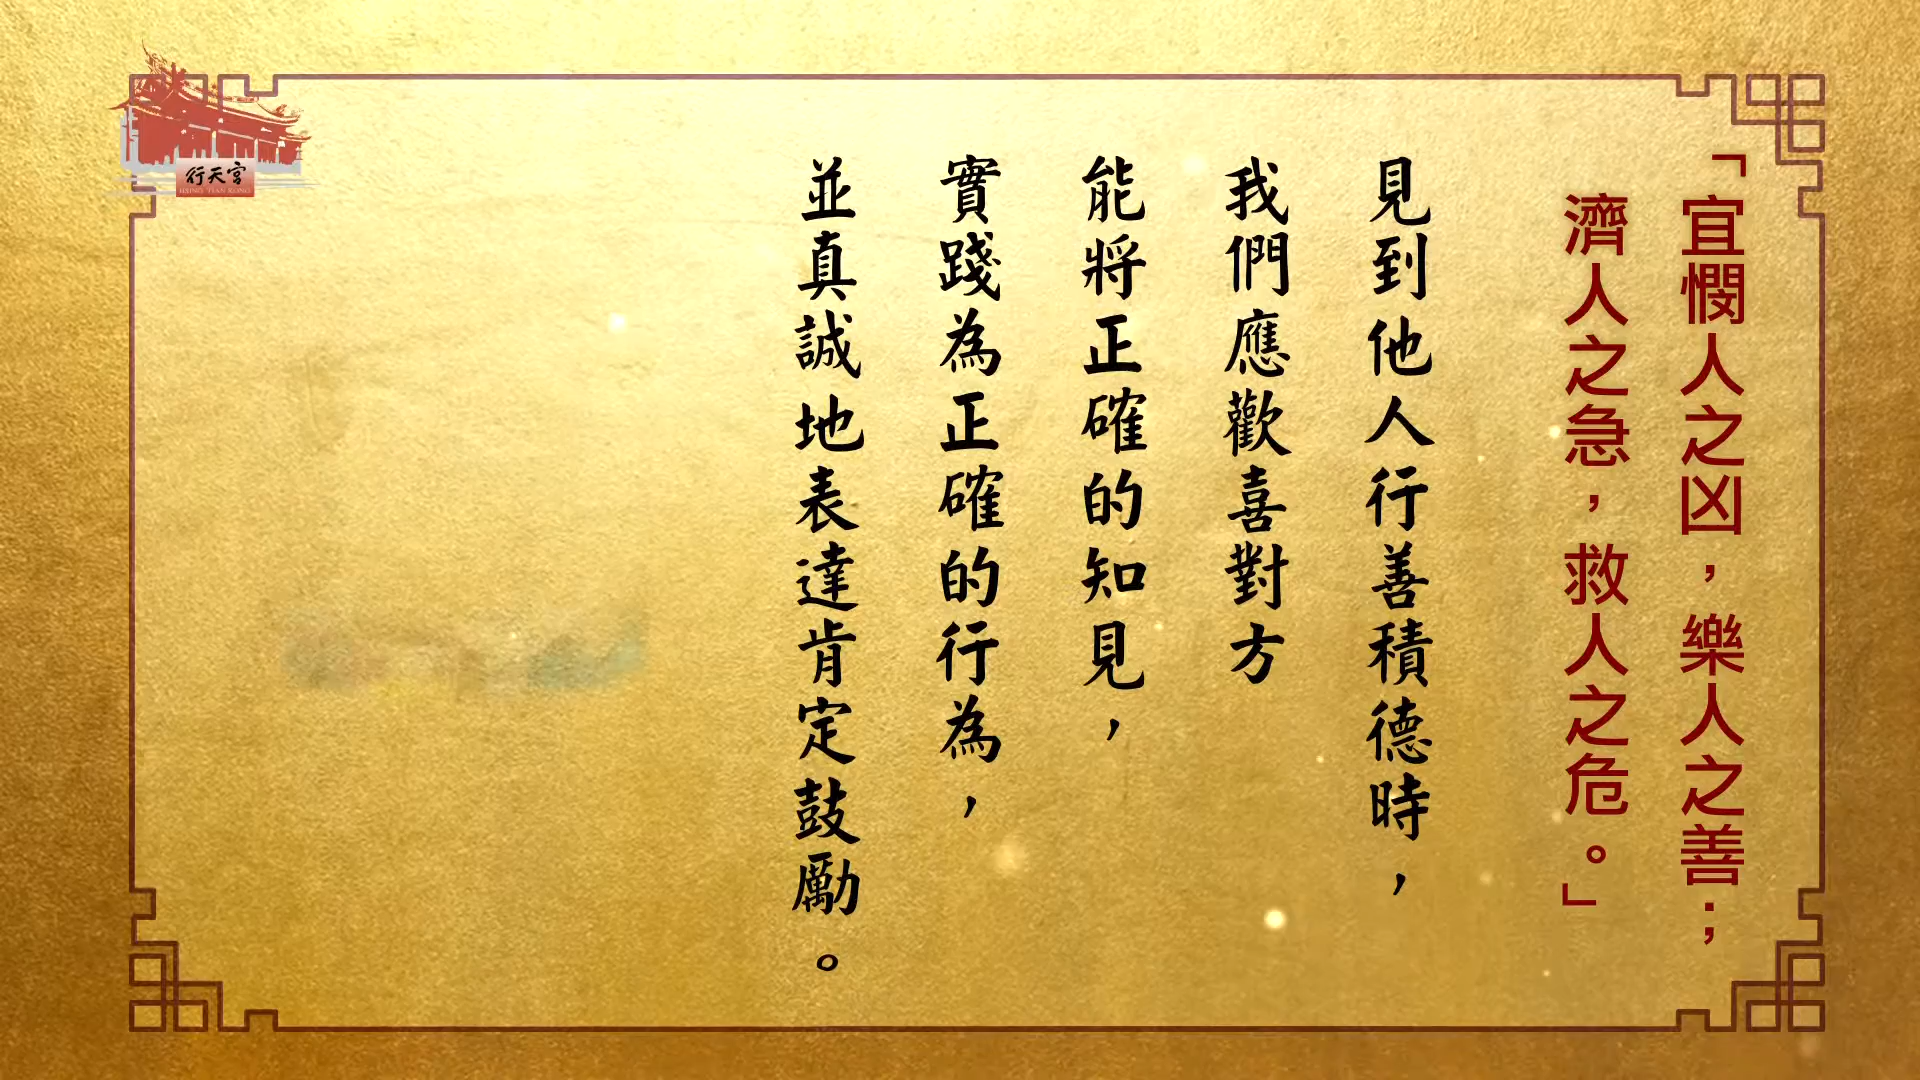 「宜憫人之凶，樂人之善；
濟人之急，救人之危。」
見到他人行善積德時，
我們應歡喜對方
能將正確的知見，
實踐為正確的行為，
並真誠地表達肯定鼓勵。
行天宮
HSING TIAN KONG